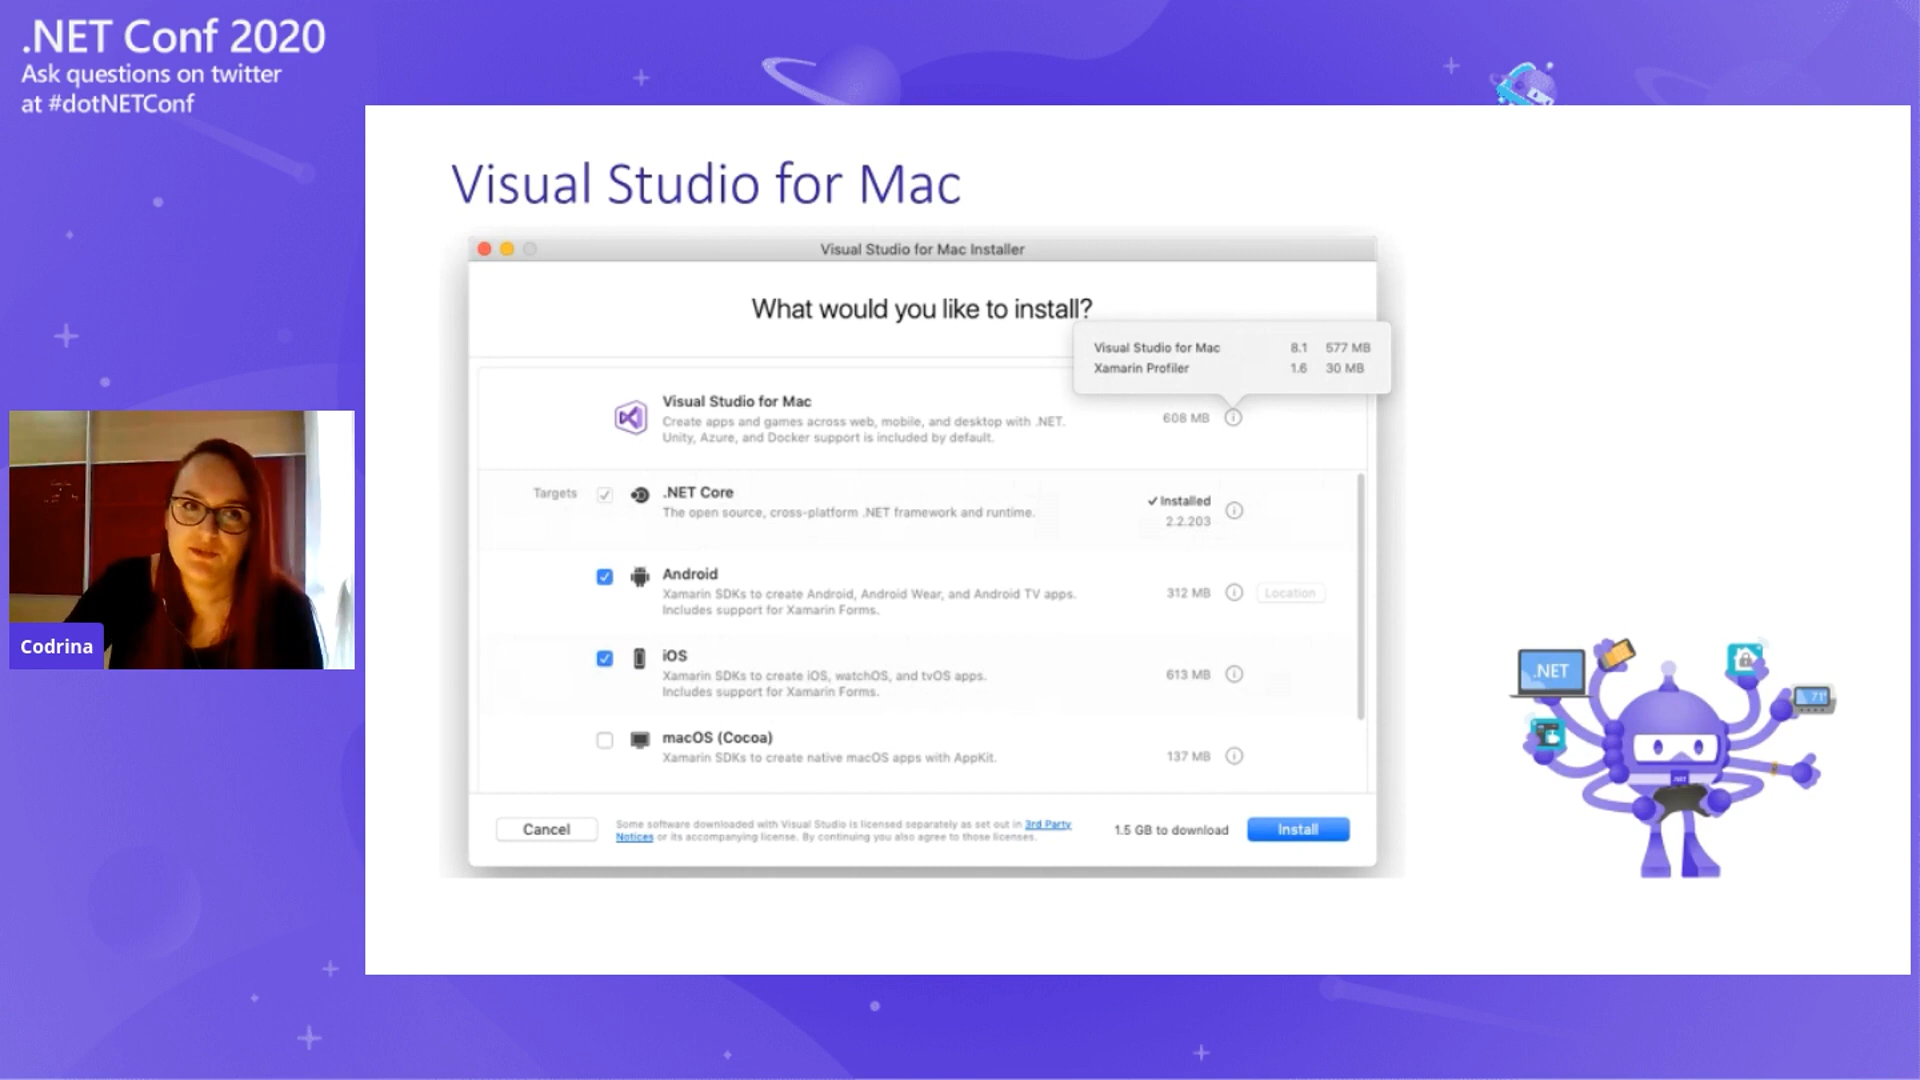 .NET Conf 2020
Ask questions on twitter
at #dotNETConf
Visual Studio for Mac
Visual Studio for Mac Installer
What would you like to install?
Visual Studio for Mac 8.1 577 MB
Xamarin Profiler 1.6 30 MB
Visual Studio for Mac
Create apps and games across web, mobile, and desktop with .NET.
Unity, Azure, and Docker support is included by default.
608 MB
Targets
.NET Core
The open source, cross-platform .NET framework and runtime.
✓ Installed
2.2.203
Android
Xamarin SDKs to create Android, Android Wear, and Android TV apps.
Includes support for Xamarin Forms.
312 MB
Location
iOS
Xamarin SDKs to create iOS, watchOS, and tvOS apps.
Includes support for Xamarin Forms.
613 MB
macOS (Cocoa)
Xamarin SDKs to create native macOS apps with AppKit.
137 MB
Cancel
Some software downloaded with Visual Studio is licensed separately as set out in 3rd Party
Notices or its accompanying license. By continuing you also agree to those licenses.
1.5 GB to download
Install
Codrina
.NET
71°
.NET